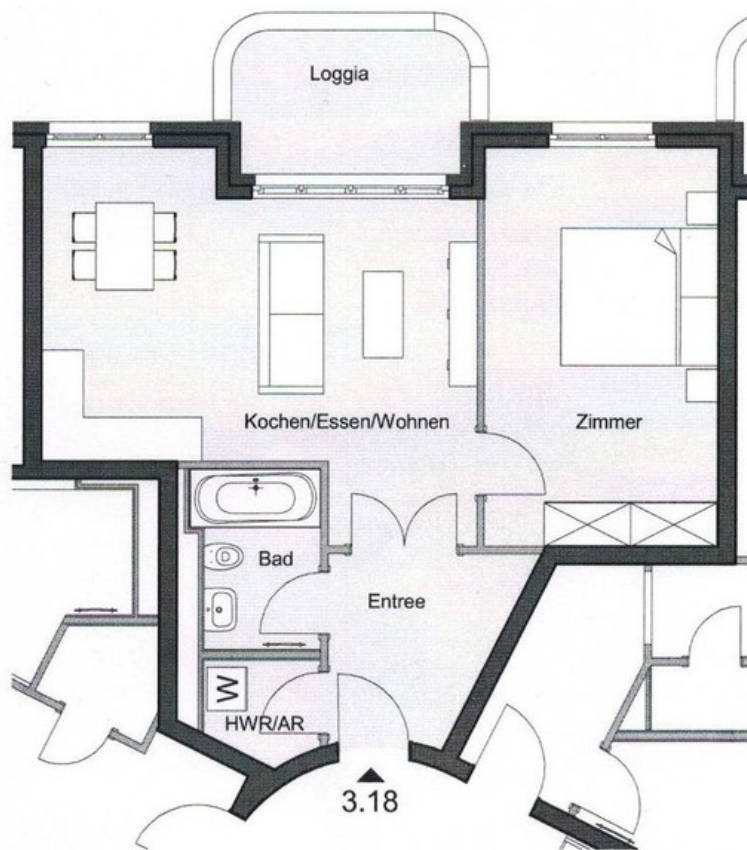 Loggia
Kochen/Essen/Wohnen
Zimmer
Bad
Entree
W
HWR/AR
3.18